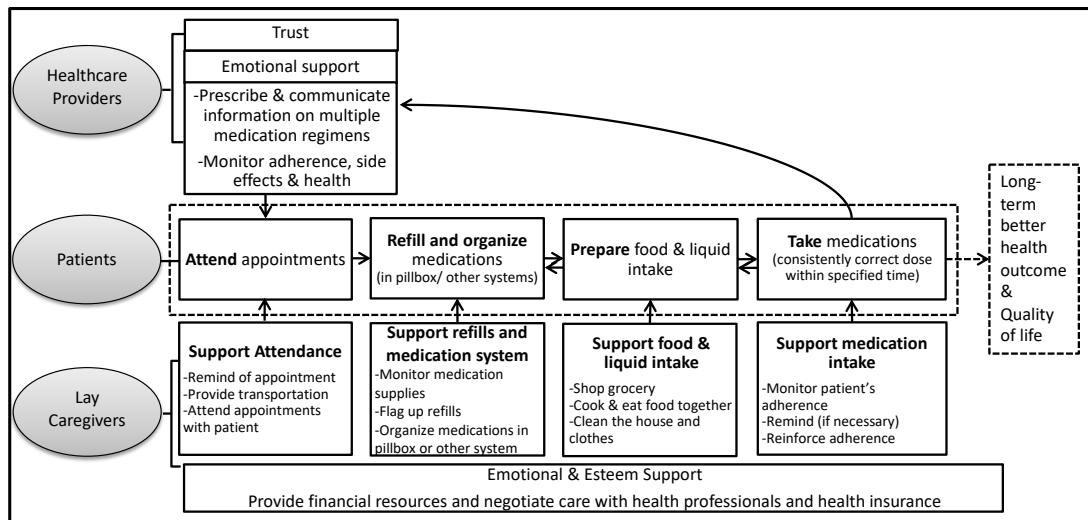 Healthcare
Providers
Trust
Emotional support
-Prescribe & communicate
information on multiple
medication regimens
-Monitor adherence, side
effects & health
Patients
Attend appointments
Refill and organize
medications
(in pillbox/ other systems)
Prepare food & liquid
intake
Take medications
(consistently correct dose
within specified time)
Long-
term
better
health
outcome
&
Quality
of life
Lay
Caregivers
Support Attendance
-Remind of appointment
-Provide transportation
-Attend appointments
with patient
Support refills and
medication system
-Monitor medication
supplies
-Flag up refills
-Organize medications in
pillbox or other system
Support food &
liquid intake
-Shop grocery
-Cook & eat food together
-Clean the house and
clothes
Support medication
intake
-Monitor patient's
adherence
-Remind (if necessary)
-Reinforce adherence
Emotional & Esteem Support
Provide financial resources and negotiate care with health professionals and health insurance